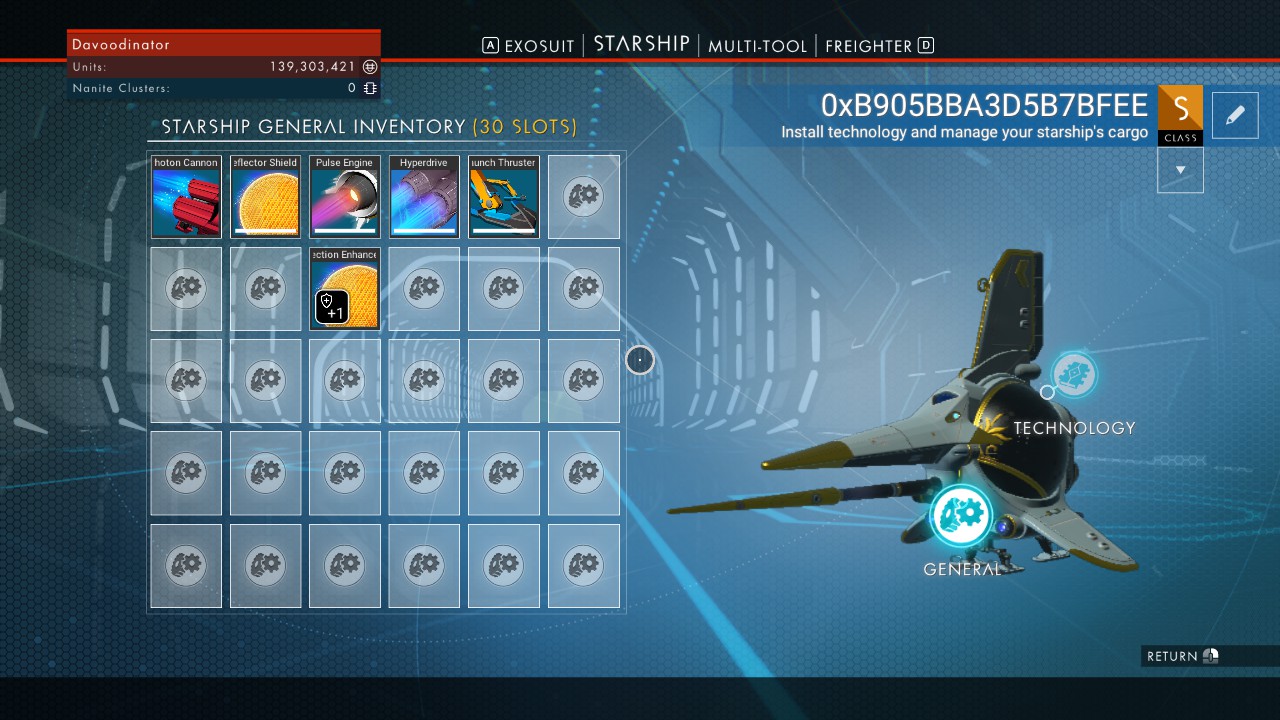 Davoodinator
Units: 139,303,421
Nanite Clusters: 0
A EXOSUIT STARSHIP MULTI-TOOL FREIGHTER D
0xB905BBA3D5B7BFEE
Install technology and manage your starship's cargo
S
CLASS
STARSHIP GENERAL INVENTORY (30 SLOTS)
hoton Cannon eflector Shield Pulse Engine Hyperdrive unch Thruster
ection Enhance
+1
TECHNOLOGY
GENERAL
RETURN